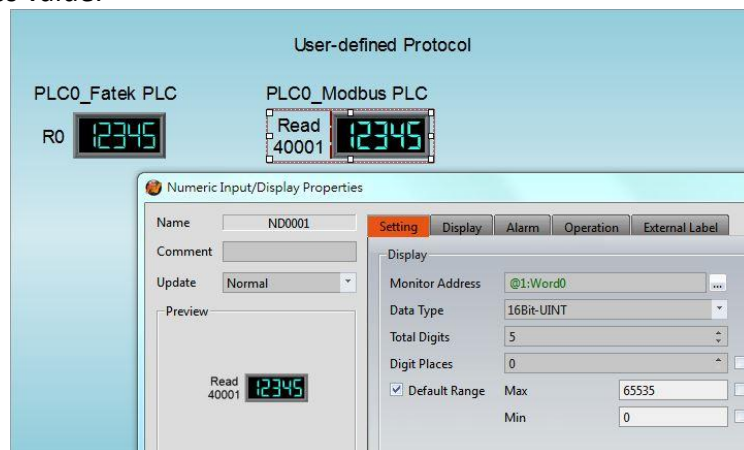 User-defined Protocol
PLC0_Fatek PLC PLC0_Modbus PLC
R0 12345 Read 40001 12345
Numeric Input/Display Properties
Name ND0001
Comment
Update Normal
Preview
Read 40001 12345
Setting Display Alarm Operation External Label
Display
Monitor Address @1:Word0 ...
Data Type 16Bit-UINT
Total Digits 5
Digit Places 0
Default Range Max 65535
Min 0